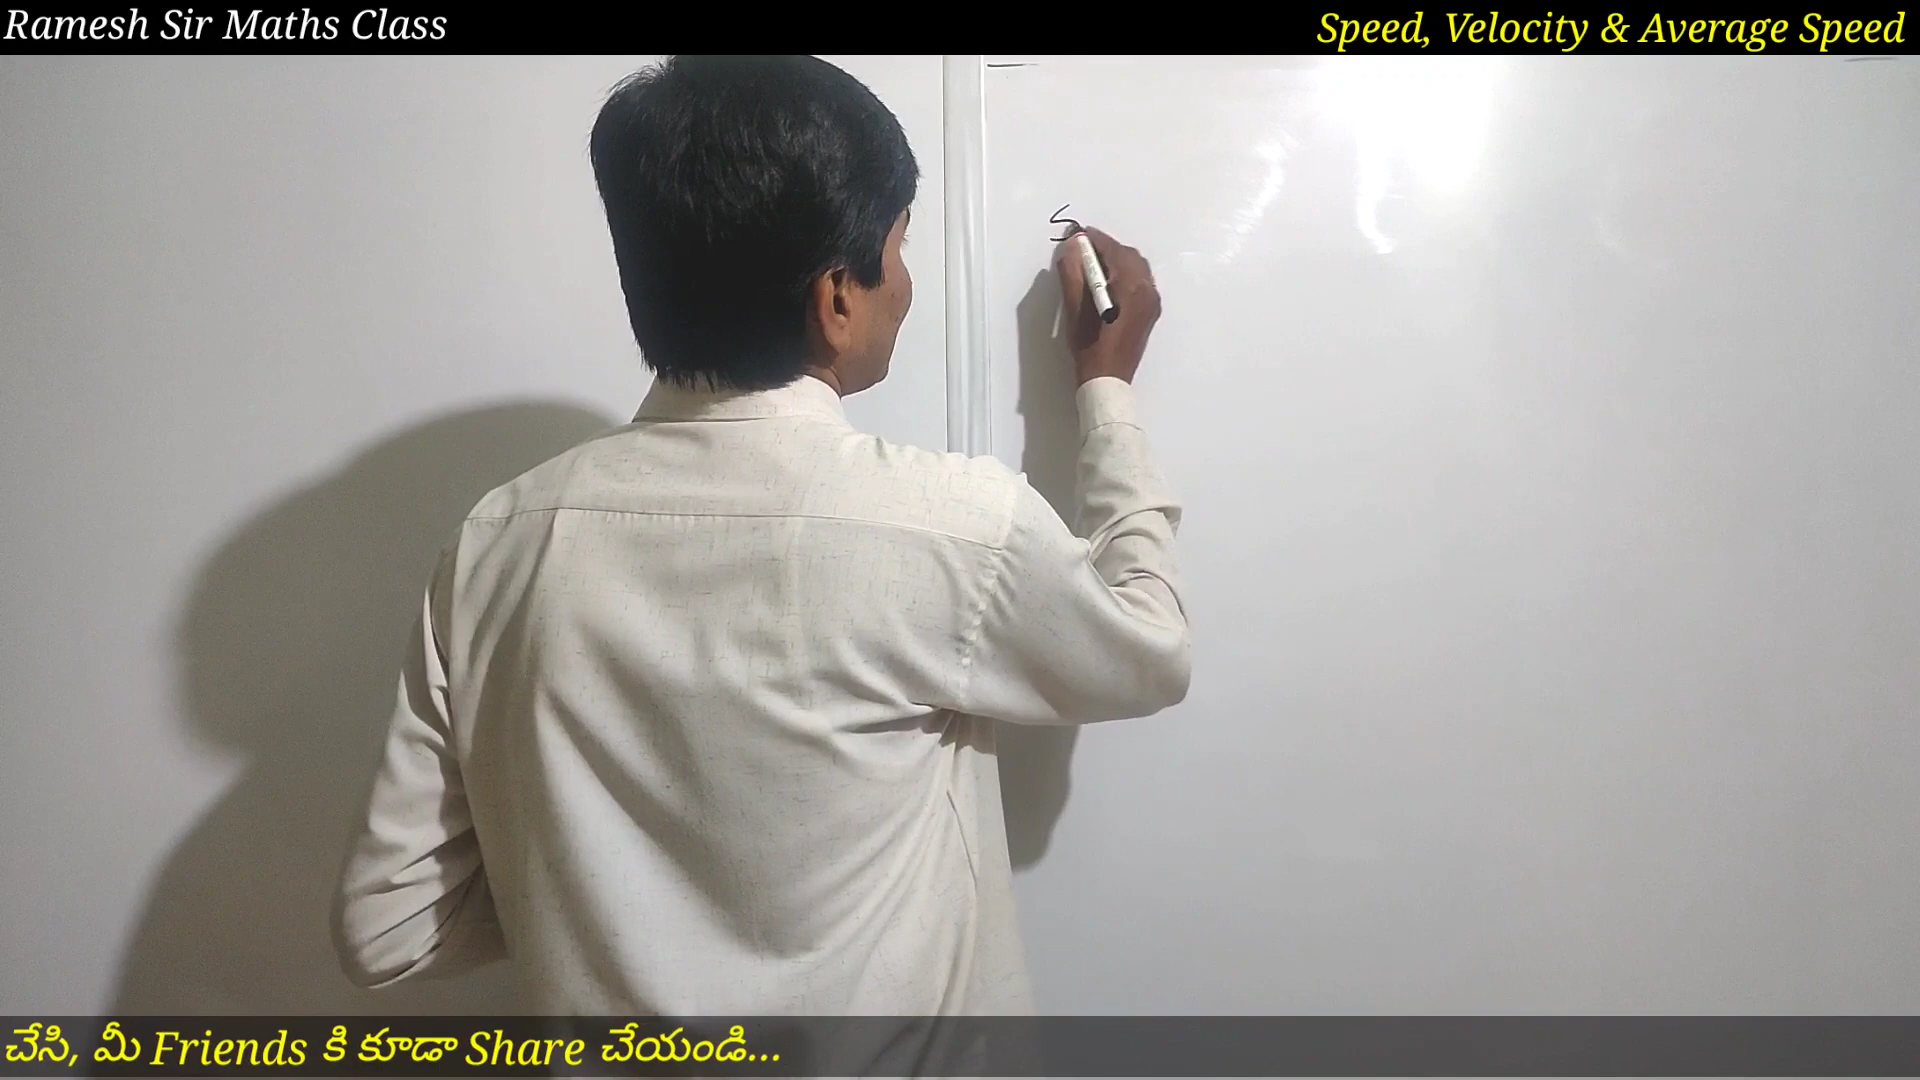 Ramesh Sir Maths Class
Speed, Velocity & Average Speed
S
చేసి, మీ Friends కి కూడా Share చేయండి...